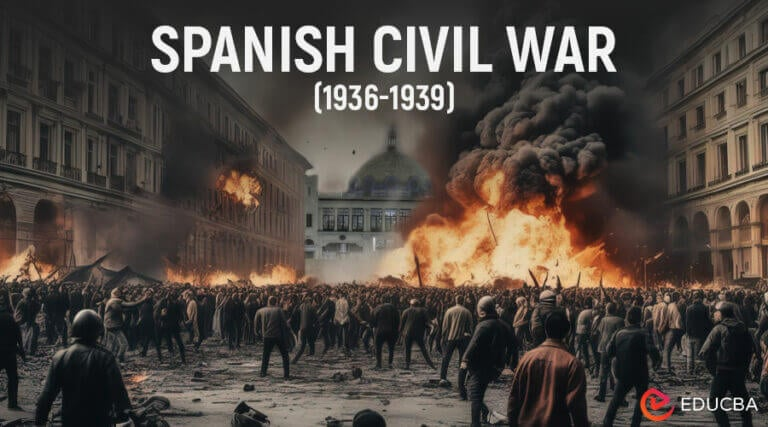 SPANISH CIVIL WAR
(1936-1939)
EDUCBA